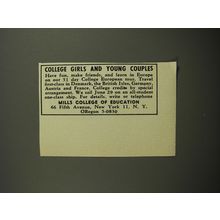 COLLEGE GIRLS AND YOUNG COUPLES
Have fun, make friends, and learn in Europe
on our 51 day College European tour. Travel
first-class in Denmark, the British Isles, Germany,
Austria and France. College credits by special
arrangement. We sail June 29 on an all-student
one-class ship. For details, write or telephone
MILLS COLLEGE OF EDUCATION
66 Fifth Avenue, New York 11, N. Y.
ORegon 5-0830